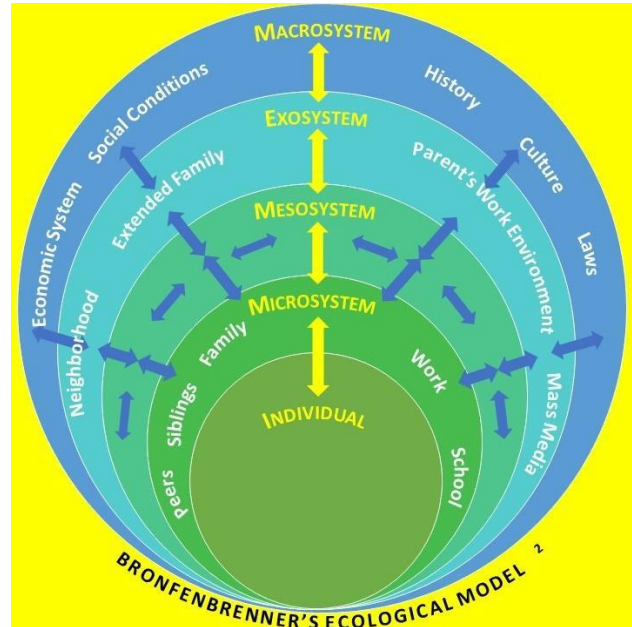 MACROSYSTEM
Social Conditions
History
Economic System
Culture
Laws
EXOSYSTEM
Extended Family
Parent's Work Environment
Neighborhood
Mass Media
MESOSYSTEM
MICROSYSTEM
Family
Work
Siblings
School
Peers
INDIVIDUAL
BRONFENBRENNER'S ECOLOGICAL MODEL 2